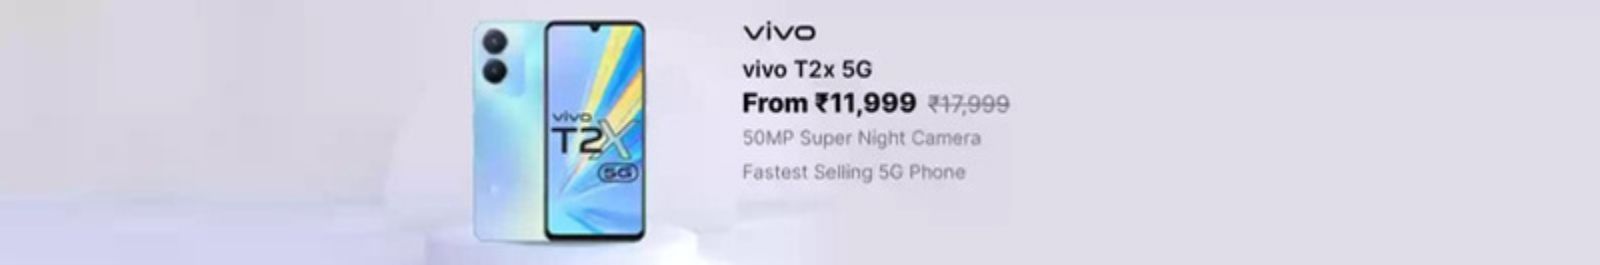 vivo
T2X
5G
vivo
vivo T2x 5G
From ₹11,999 ₹17,999
50MP Super Night Camera
Fastest Selling 5G Phone